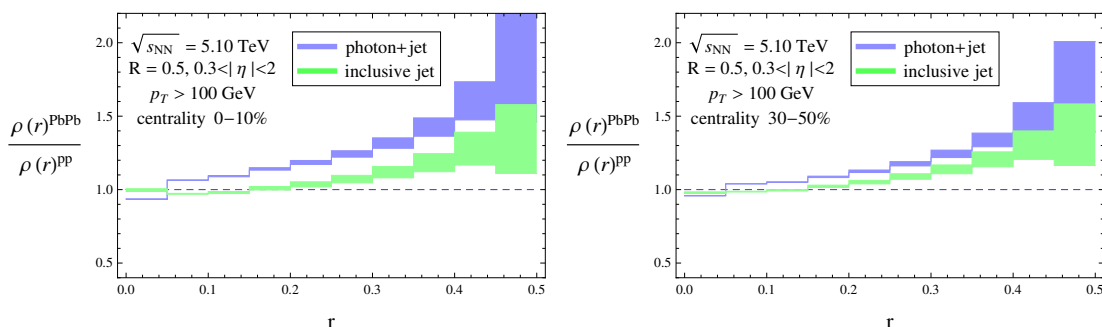 2.0
1.5
1.0
0.5
ρ (r)^PbPb
ρ (r)^pp
√s_NN = 5.10 TeV
R = 0.5, 0.3<| η |<2
p_T > 100 GeV
centrality 0−10%
photon+jet
inclusive jet
0.0 0.1 0.2 0.3 0.4 0.5
r
2.0
1.5
1.0
0.5
ρ (r)^PbPb
ρ (r)^pp
√s_NN = 5.10 TeV
R = 0.5, 0.3<| η |<2
p_T > 100 GeV
centrality 30−50%
photon+jet
inclusive jet
0.0 0.1 0.2 0.3 0.4 0.5
r